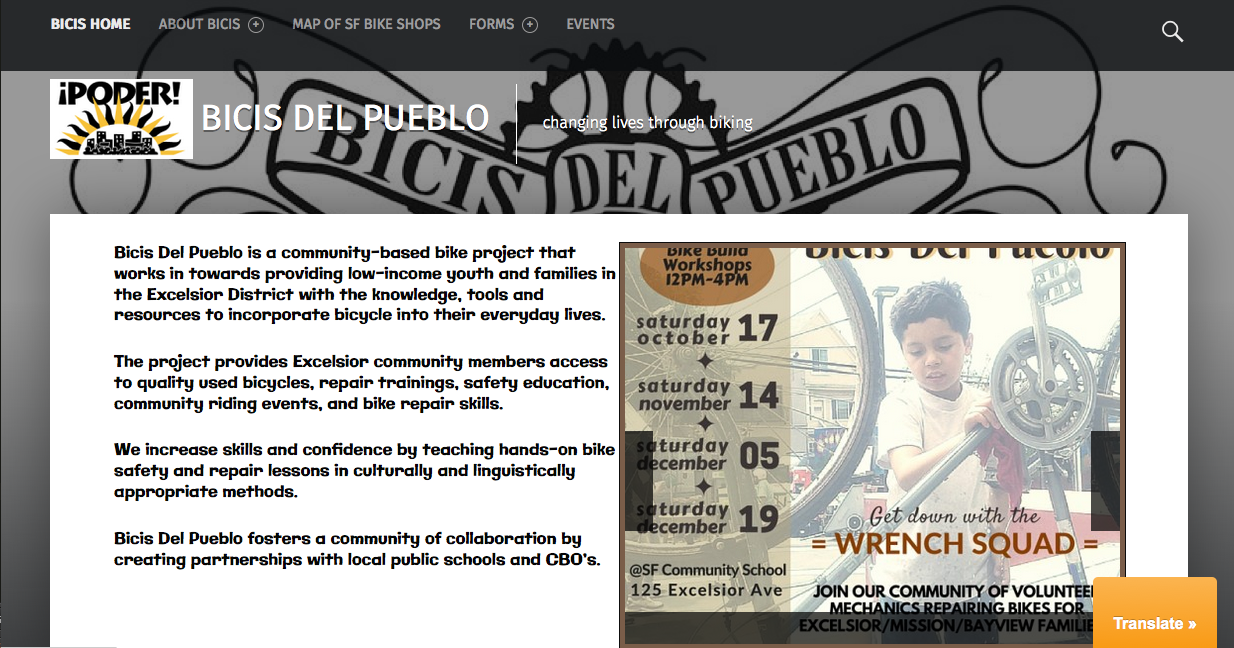 BICIS HOME
ABOUT BICIS
MAP OF SF BIKE SHOPS
FORMS
EVENTS
¡PODER!
BICIS DEL PUEBLO
changing lives through biking
BICIS DEL PUEBLO
Bicis Del Pueblo is a community-based bike project that
works in towards providing low-income youth and families in
the Excelsior District with the knowledge, tools and
resources to incorporate bicycle into their everyday lives.
The project provides Excelsior community members access
to quality used bicycles, repair trainings, safety education,
community riding events, and bike repair skills.
We increase skills and confidence by teaching hands-on bike
safety and repair lessons in culturally and linguistically
appropriate methods.
Bicis Del Pueblo fosters a community of collaboration by
creating partnerships with local public schools and CBO's.
Bike Build
Workshops
12PM-4PM
saturday
october 17
saturday
november 14
saturday
december 05
saturday
december 19
@SF Community School
125 Excelsior Ave
Bicis Del Pueblo
Get down with the
= WRENCH SQUAD =
JOIN OUR COMMUNITY OF VOLUNTEE
MECHANICS REPAIRING BIKES FOR
EXCELSIOR/MISSION/BAYVIEW FAMILIE
Translate »